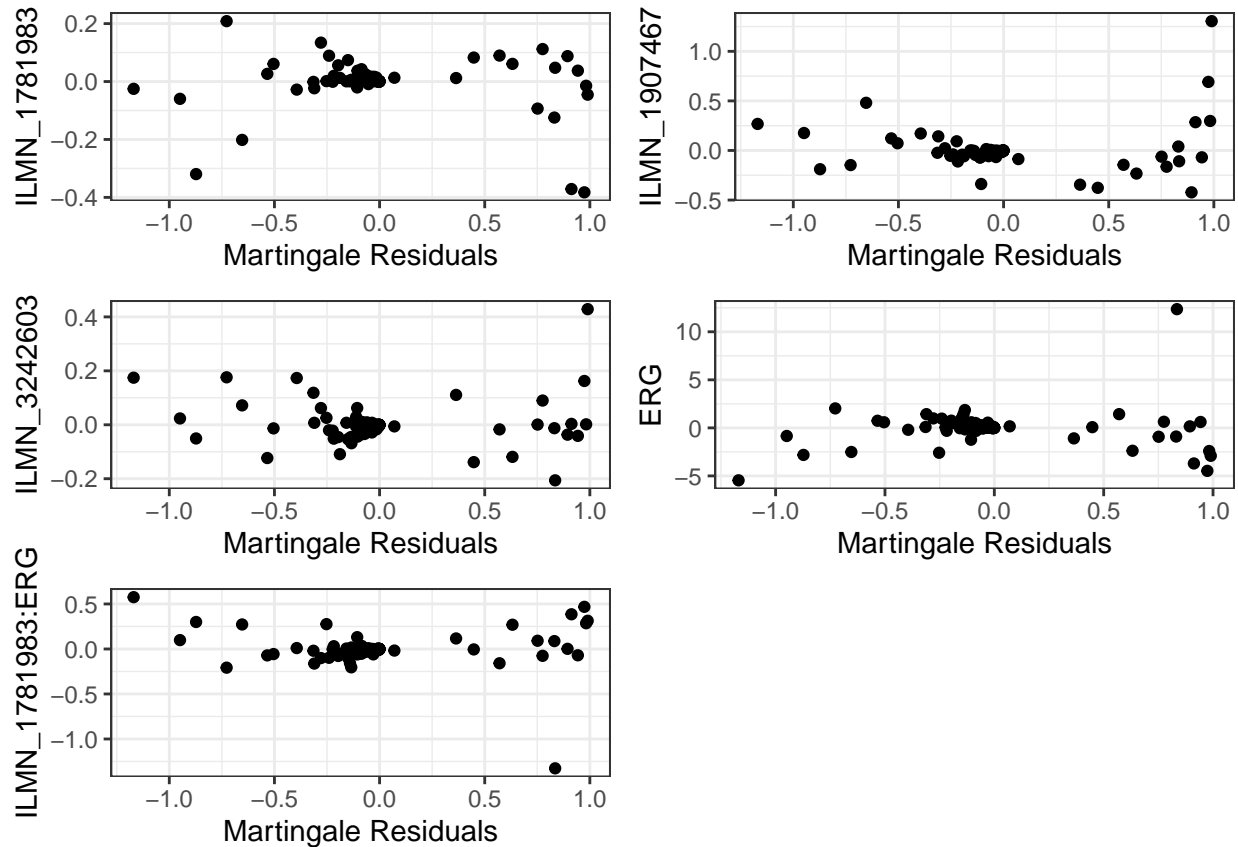 ILMN_1781983
0.2
0.0
−0.2
−0.4
−1.0 −0.5 0.0 0.5 1.0
Martingale Residuals
ILMN_1907467
1.0
0.5
0.0
−0.5
−1.0 −0.5 0.0 0.5 1.0
Martingale Residuals
ILMN_3242603
0.4
0.2
0.0
−0.2
−1.0 −0.5 0.0 0.5 1.0
Martingale Residuals
ERG
10
5
0
−5
−1.0 −0.5 0.0 0.5 1.0
Martingale Residuals
ILMN_1781983:ERG
0.5
0.0
−0.5
−1.0
−1.0 −0.5 0.0 0.5 1.0
Martingale Residuals